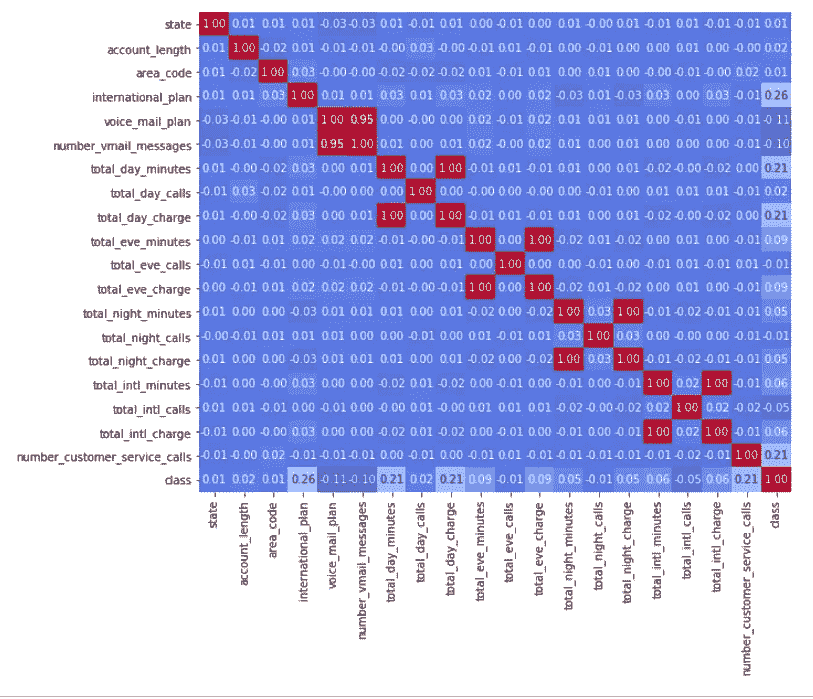 state 1.00 0.01 0.01 0.01 -0.03 -0.03 0.01 -0.01 0.01 0.00 -0.01 0.00 0.01 -0.00 0.01 -0.01 0.01 -0.01 -0.01 0.01
account_length 0.01 1.00 -0.02 0.01 -0.01 -0.01 -0.00 0.03 -0.00 -0.01 0.01 -0.01 0.00 -0.01 0.00 0.00 0.01 0.00 -0.00 0.02
area_code 0.01 -0.02 1.00 0.03 -0.00 -0.00 -0.02 -0.02 -0.02 0.01 -0.01 0.01 0.00 0.01 0.00 -0.00 -0.01 -0.00 0.02 0.01
international_plan 0.01 0.01 0.03 1.00 0.01 0.01 0.03 0.01 0.03 0.02 0.00 0.02 -0.03 0.01 -0.03 0.03 0.00 0.03 -0.01 0.26
voice_mail_plan -0.03 -0.01 -0.00 0.01 1.00 0.95 0.00 -0.00 0.00 0.02 -0.01 0.02 0.01 0.00 0.01 0.00 -0.01 0.00 -0.01 -0.11
number_vmail_messages -0.03 -0.01 -0.00 0.01 0.95 1.00 0.01 0.00 0.01 0.02 -0.00 0.02 0.01 0.00 0.01 0.00 0.00 0.00 -0.01 -0.10
total_day_minutes 0.01 -0.00 -0.02 0.03 0.00 0.01 1.00 0.00 1.00 -0.01 0.01 -0.01 0.01 0.00 0.01 -0.02 -0.00 -0.02 0.00 0.21
total_day_calls -0.01 0.03 -0.02 0.01 -0.00 0.00 0.00 1.00 0.00 -0.00 0.00 -0.00 0.00 -0.01 0.00 0.01 0.01 0.01 -0.01 0.02
total_day_charge 0.01 -0.00 -0.02 0.03 0.00 0.01 1.00 0.00 1.00 -0.01 0.01 -0.01 0.01 0.00 0.01 -0.02 -0.00 -0.02 0.00 0.21
total_eve_minutes 0.00 -0.01 0.01 0.02 0.02 0.02 -0.01 -0.00 -0.01 1.00 0.00 1.00 -0.02 0.01 -0.02 0.00 0.01 0.00 -0.01 0.09
total_eve_calls -0.01 0.01 -0.01 0.00 -0.01 -0.00 0.01 0.00 0.01 0.00 1.00 0.00 0.00 -0.01 0.00 -0.01 0.01 -0.01 0.01 -0.01
total_eve_charge 0.00 -0.01 0.01 0.02 0.02 0.02 -0.01 -0.00 -0.01 1.00 0.00 1.00 -0.02 0.01 -0.02 0.00 0.01 0.00 -0.01 0.09
total_night_minutes 0.01 0.00 0.00 -0.03 0.01 0.01 0.01 0.00 0.01 -0.02 0.00 -0.02 1.00 0.03 1.00 -0.01 -0.02 -0.01 -0.01 0.05
total_night_calls -0.00 -0.01 0.01 0.01 0.00 0.00 0.00 -0.01 0.00 0.01 -0.01 0.01 0.03 1.00 0.03 0.00 -0.00 0.00 -0.01 -0.01
total_night_charge 0.01 0.00 0.00 -0.03 0.01 0.01 0.01 0.00 0.01 -0.02 0.00 -0.02 1.00 0.03 1.00 -0.01 -0.02 -0.01 -0.01 0.05
total_intl_minutes -0.01 0.00 -0.00 0.03 0.00 0.00 -0.02 0.01 -0.02 0.00 -0.01 0.00 -0.01 0.00 -0.01 1.00 0.02 1.00 -0.01 0.06
total_intl_calls 0.01 0.01 -0.01 0.00 -0.01 0.00 -0.00 0.01 -0.00 0.01 0.01 0.01 -0.02 -0.00 -0.02 0.02 1.00 0.02 -0.02 -0.05
total_intl_charge -0.01 0.00 -0.00 0.03 0.00 0.00 -0.02 0.01 -0.02 0.00 -0.01 0.00 -0.01 0.00 -0.01 1.00 0.02 1.00 -0.01 0.06
number_customer_service_calls -0.01 -0.00 0.02 -0.01 -0.01 -0.01 0.00 -0.01 0.00 -0.01 0.01 -0.01 -0.01 -0.01 -0.01 -0.01 -0.02 -0.01 1.00 0.21
class 0.01 0.02 0.01 0.26 -0.11 -0.10 0.21 0.02 0.21 0.09 -0.01 0.09 0.05 -0.01 0.05 0.06 -0.05 0.06 0.21 1.00
state
account_length
area_code
international_plan
voice_mail_plan
number_vmail_messages
total_day_minutes
total_day_calls
total_day_charge
total_eve_minutes
total_eve_calls
total_eve_charge
total_night_minutes
total_night_calls
total_night_charge
total_intl_minutes
total_intl_calls
total_intl_charge
number_customer_service_calls
class